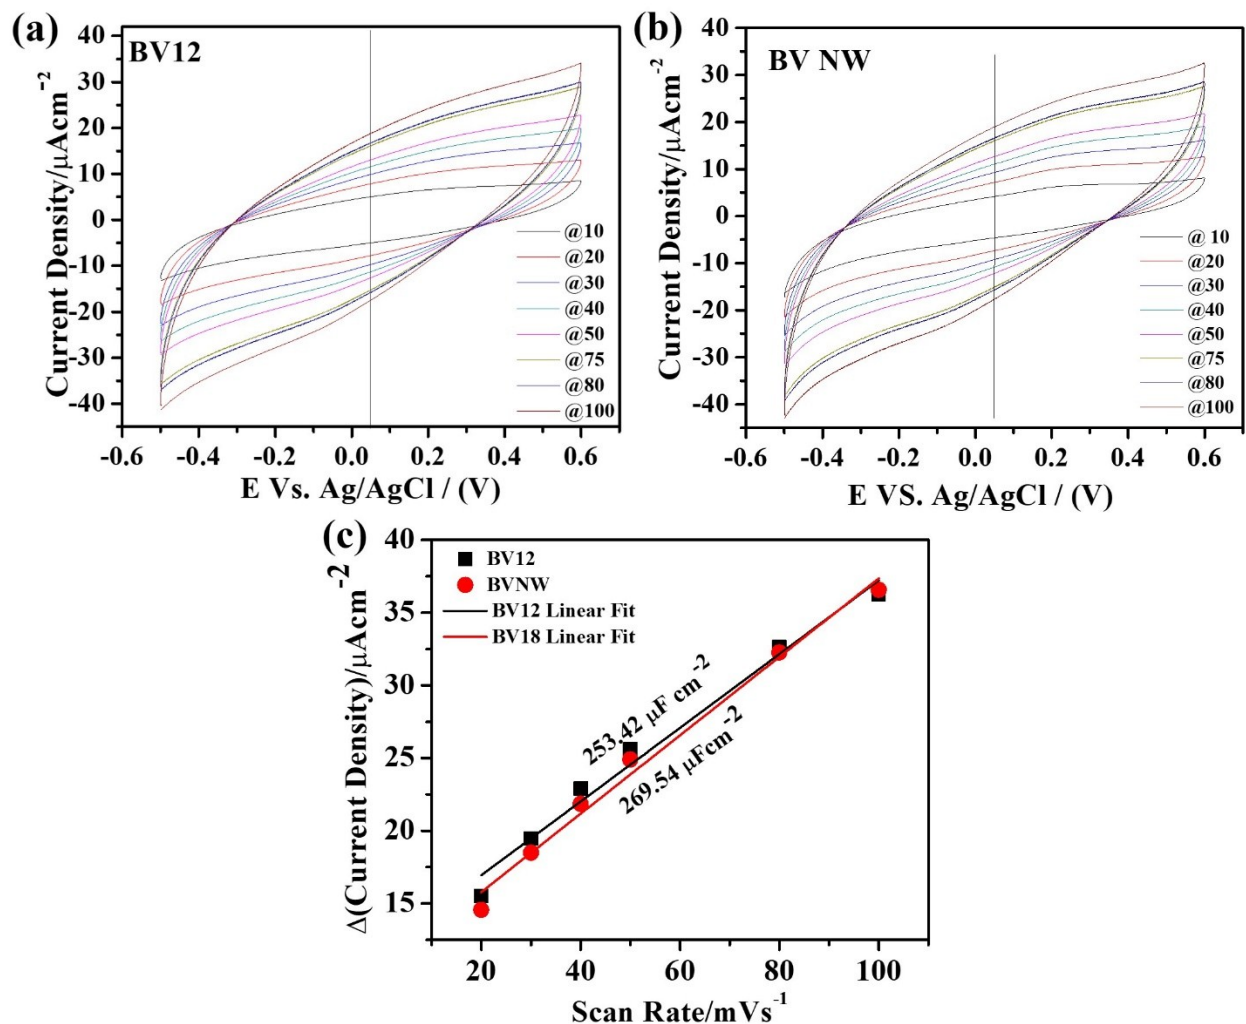 (a)
BV12
Current Density/μAcm⁻²
40
30
20
10
0
-10
-20
-30
-40
@10
@20
@30
@40
@50
@75
@80
@100
-0.6 -0.4 -0.2 0.0 0.2 0.4 0.6
E Vs. Ag/AgCl / (V)
(b)
BV NW
Current Density/μAcm⁻²
40
30
20
10
0
-10
-20
-30
-40
@ 10
@20
@30
@40
@50
@75
@80
@100
-0.6 -0.4 -0.2 0.0 0.2 0.4 0.6
E VS. Ag/AgCl / (V)
(c)
Δ(Current Density)/μAcm⁻²
40
35
30
25
20
15
BV12
BVNW
BV12 Linear Fit
BV18 Linear Fit
253.42 μF cm⁻²
269.54 μFcm⁻²
20 40 60 80 100
Scan Rate/mVs⁻¹